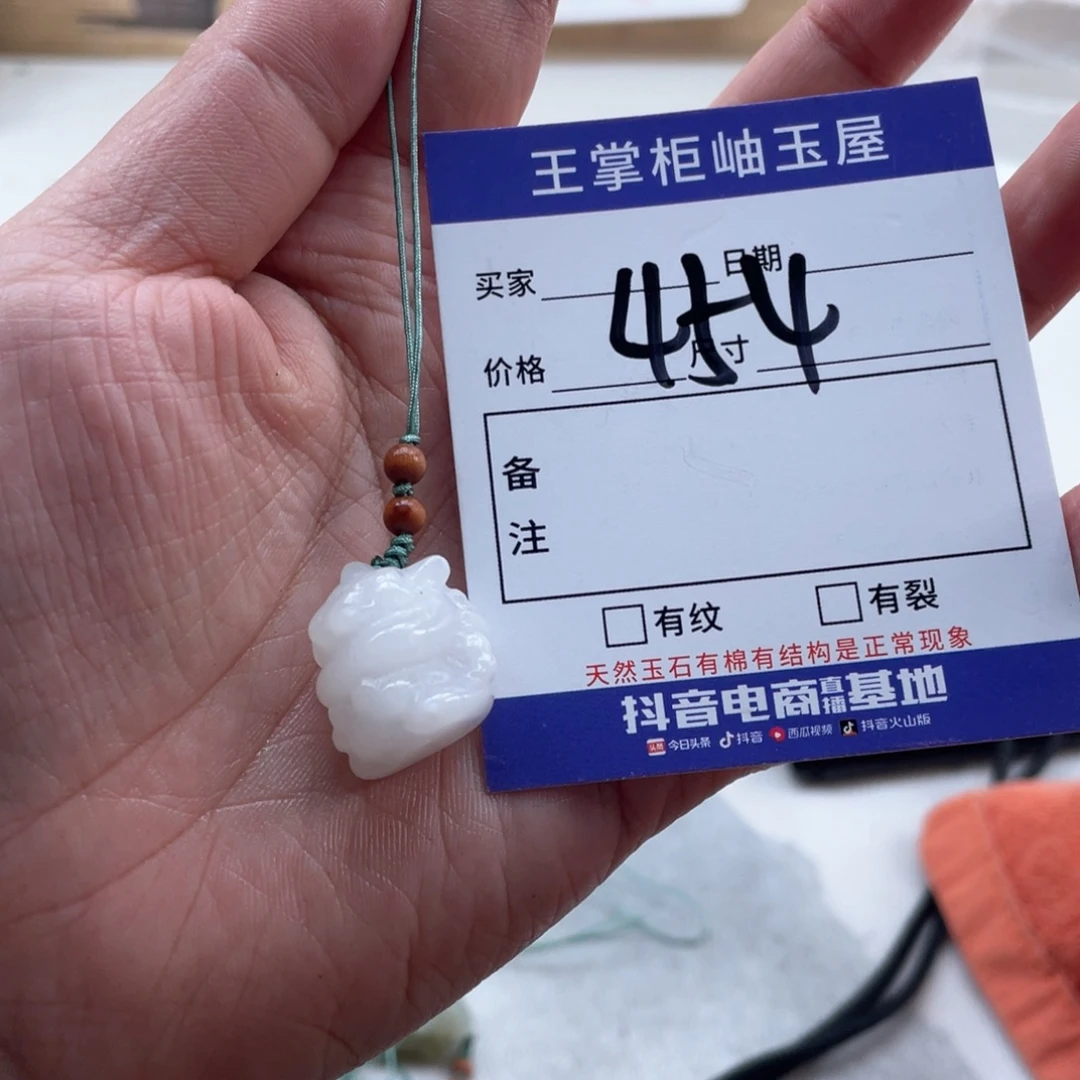 王掌柜岫玉屋
买家 日期
454
价格 尺寸
备
注
有纹 有裂
天然玉石有棉有结构是正常现象
抖音电商直播基地
头条 今日头条 抖音 西瓜视频 抖音火山版